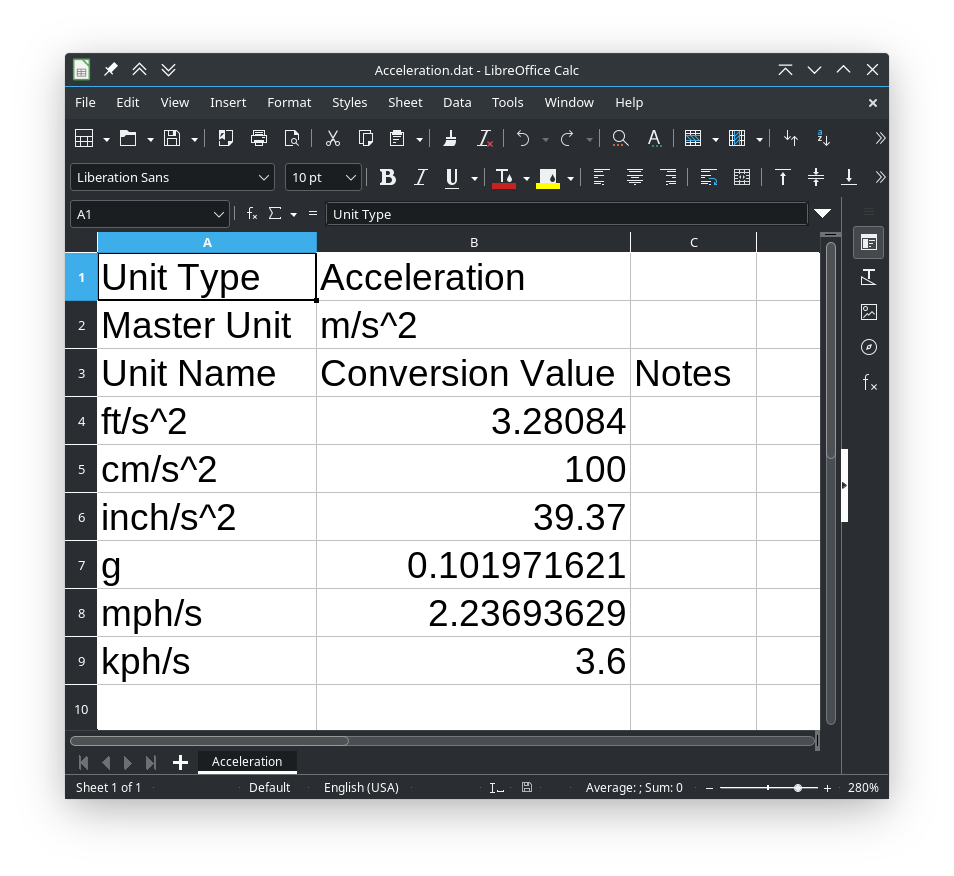 Acceleration.dat - LibreOffice Calc
File Edit View Insert Format Styles Sheet Data Tools Window Help
Liberation Sans 10 pt
A1 Unit Type
A B C
1 Unit Type Acceleration
2 Master Unit m/s^2
3 Unit Name Conversion Value Notes
4 ft/s^2 3.28084
5 cm/s^2 100
6 inch/s^2 39.37
7 g 0.101971621
8 mph/s 2.23693629
9 kph/s 3.6
10
Acceleration
Sheet 1 of 1 Default English (USA) Average: ; Sum: 0 280%